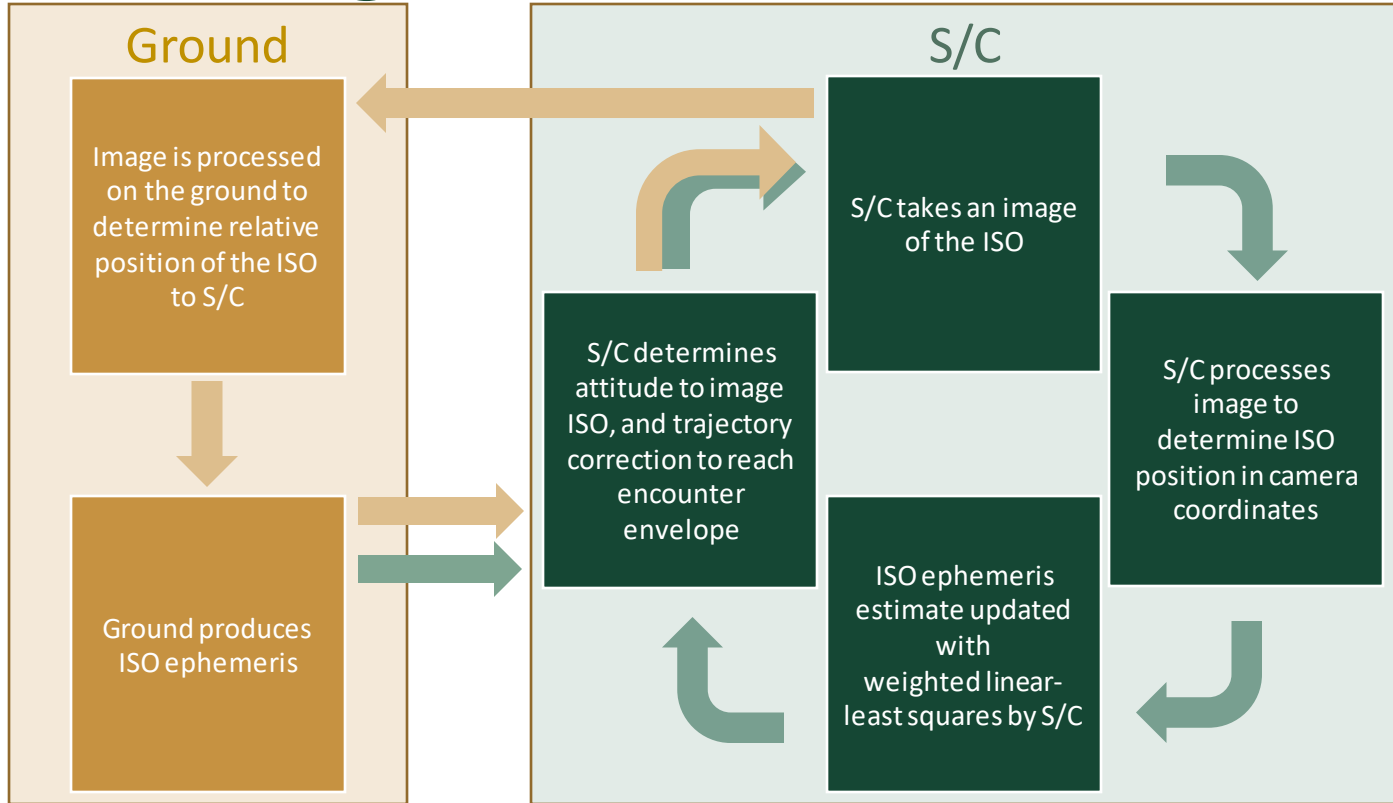 Ground
Image is processed
on the ground to
determine relative
position of the ISO
to S/C
Ground produces
ISO ephemeris
S/C
S/C takes an image
of the ISO
S/C determines
attitude to image
ISO, and trajectory
correction to reach
encounter
envelope
S/C processes
image to
determine ISO
position in camera
coordinates
ISO ephemeris
estimate updated
with
weighted linear-
least squares by S/C